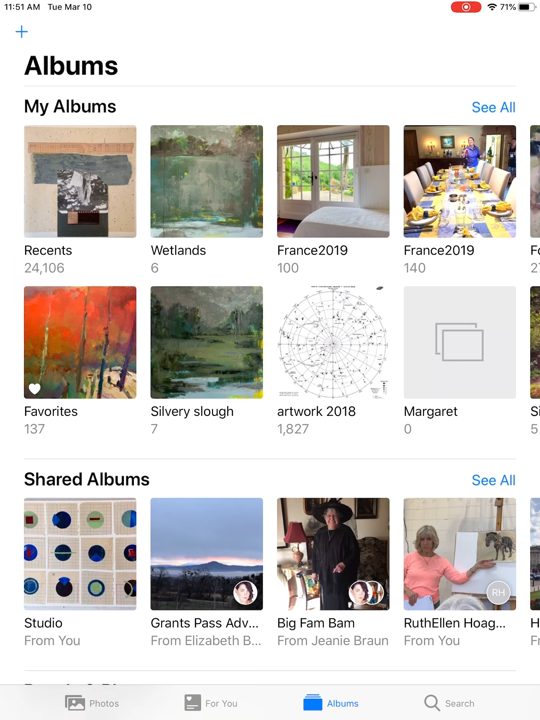 11:51 AM Tue Mar 10
71%
Albums
My Albums
See All
Recents
24,106
Wetlands
6
France2019
100
France2019
140
Favorites
137
Silvery slough
7
artwork 2018
1,827
Margaret
0
5
Shared Albums
See All
Studio
From You
Grants Pass Adv...
From Elizabeth B...
Big Fam Bam
From Jeanie Braun
RH
RuthEllen Hoag...
From You
Photos
For You
Albums
Search